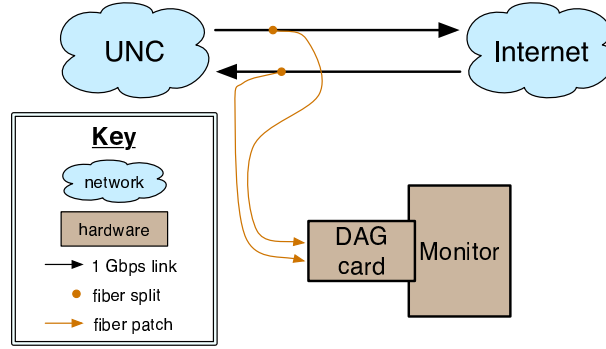 UNC
Internet
Key
network
hardware
1 Gbps link
fiber split
fiber patch
DAG
card
Monitor